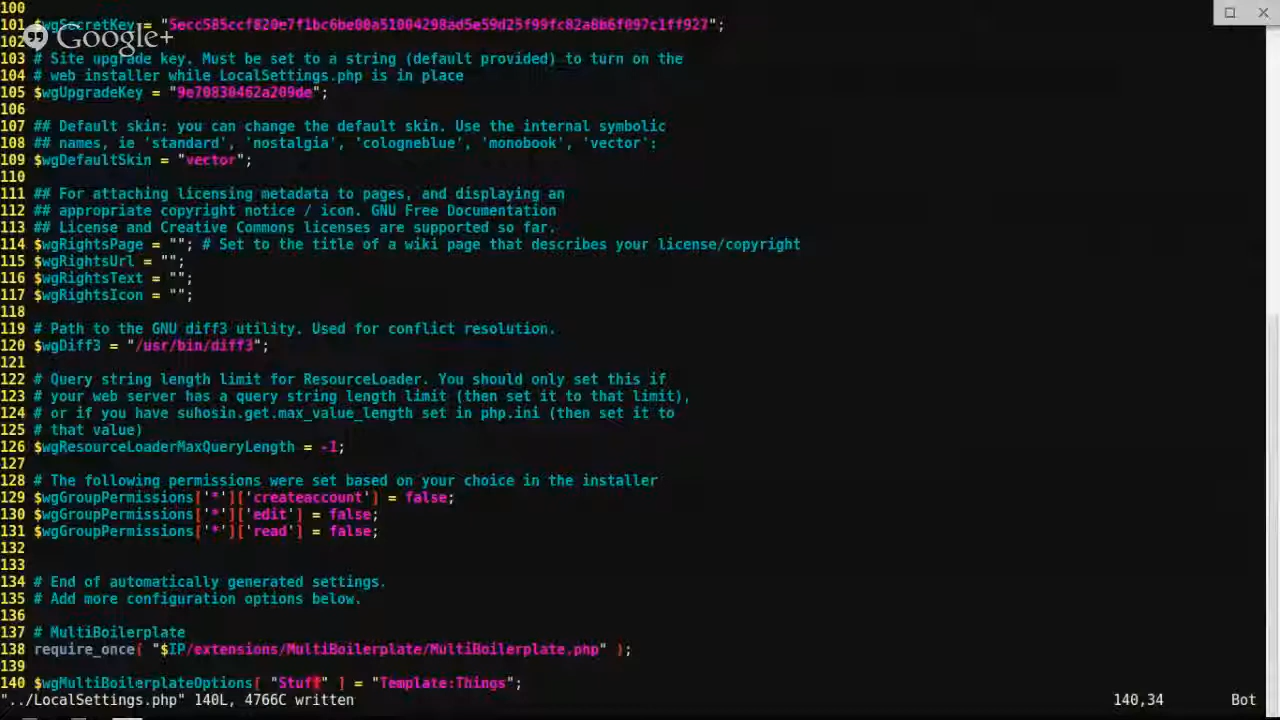 100
101 $wgSecretKey = "5ecc585ccf820e7f1bc6be00a51004298ad5e59d25f99fc82a0b6f097c1ff927";
Google+
102
103 # Site upgrade key. Must be set to a string (default provided) to turn on the
104 # web installer while LocalSettings.php is in place
105 $wgUpgradeKey = "9e70830462a209de";
106
107 ## Default skin: you can change the default skin. Use the internal symbolic
108 ## names, ie 'standard', 'nostalgia', 'cologneblue', 'monobook', 'vector':
109 $wgDefaultSkin = "vector";
110
111 ## For attaching licensing metadata to pages, and displaying an
112 ## appropriate copyright notice / icon. GNU Free Documentation
113 ## License and Creative Commons licenses are supported so far.
114 $wgRightsPage = ""; # Set to the title of a wiki page that describes your license/copyright
115 $wgRightsUrl = "";
116 $wgRightsText = "";
117 $wgRightsIcon = "";
118
119 # Path to the GNU diff3 utility. Used for conflict resolution.
120 $wgDiff3 = "/usr/bin/diff3";
121
122 # Query string length limit for ResourceLoader. You should only set this if
123 # your web server has a query string length limit (then set it to that limit),
124 # or if you have suhosin.get.max_value_length set in php.ini (then set it to
125 # that value)
126 $wgResourceLoaderMaxQueryLength = -1;
127
128 # The following permissions were set based on your choice in the installer
129 $wgGroupPermissions['*']['createaccount'] = false;
130 $wgGroupPermissions['*']['edit'] = false;
131 $wgGroupPermissions['*']['read'] = false;
132
133
134 # End of automatically generated settings.
135 # Add more configuration options below.
136
137 # MultiBoilerplate
138 require_once( "$IP/extensions/MultiBoilerplate/MultiBoilerplate.php" );
139
140 $wgMultiBoilerplateOptions[ "Stuff" ] = "Template:Things";
"../LocalSettings.php" 140L, 4766C written 140,34 Bot